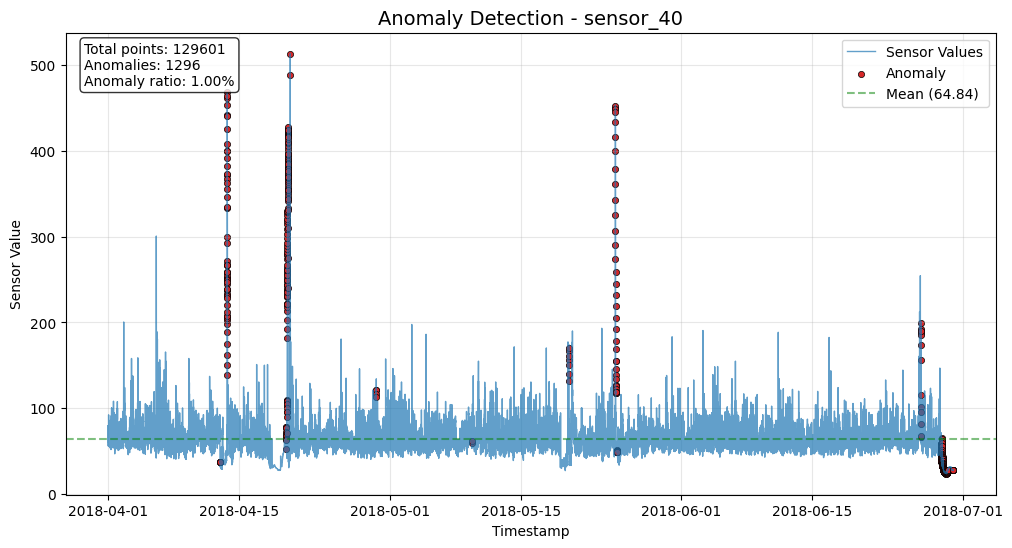 Anomaly Detection - sensor_40
Total points: 129601
Anomalies: 1296
Anomaly ratio: 1.00%
Sensor Values
Anomaly
Mean (64.84)
Sensor Value
500
400
300
200
100
0
2018-04-01
2018-04-15
2018-05-01
2018-05-15
2018-06-01
2018-06-15
2018-07-01
Timestamp